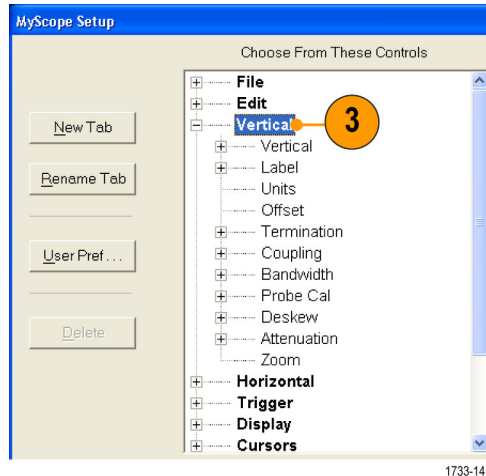 MyScope Setup
Choose From These Controls
New Tab
Rename Tab
User Pref...
Delete
File
Edit
Vertical
3
Vertical
Label
Units
Offset
Termination
Coupling
Bandwidth
Probe Cal
Deskew
Attenuation
Zoom
Horizontal
Trigger
Display
Cursors
1733-14